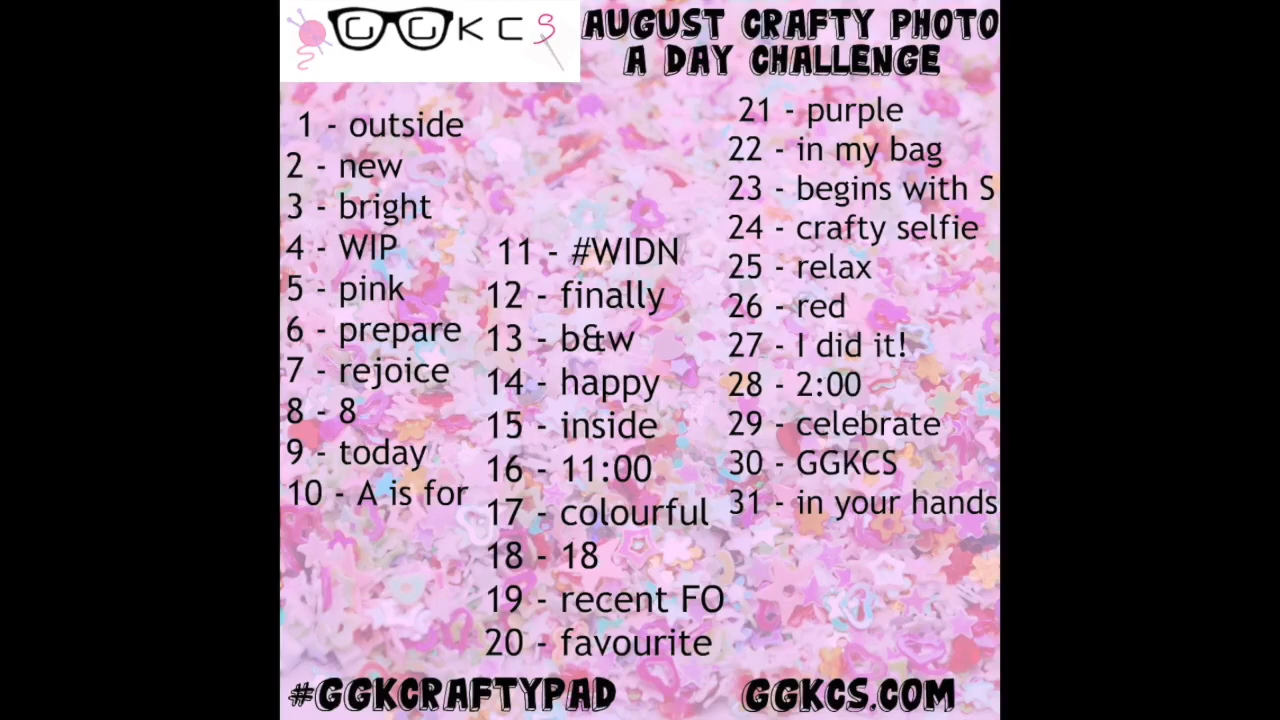 GGKCS
AUGUST CRAFTY PHOTO
A DAY CHALLENGE
1 - outside
2 - new
3 - bright
4 - WIP
5 - pink
6 - prepare
7 - rejoice
8 - 8
9 - today
10 - A is for
11 - #WIDN
12 - finally
13 - b&w
14 - happy
15 - inside
16 - 11:00
17 - colourful
18 - 18
19 - recent FO
20 - favourite
21 - purple
22 - in my bag
23 - begins with S
24 - crafty selfie
25 - relax
26 - red
27 - I did it!
28 - 2:00
29 - celebrate
30 - GGKCS
31 - in your hands
#GGKCRAFTYPAD
GGKCS.COM